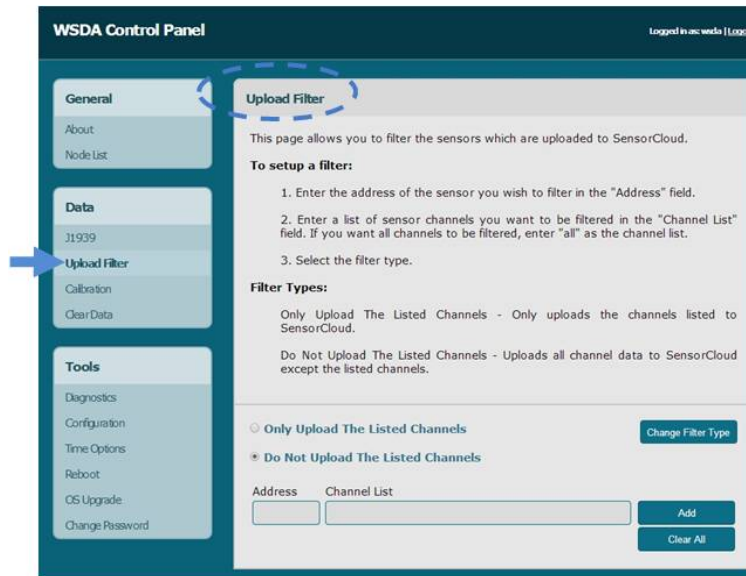 WSDA Control Panel
Logged in as: wsda |
General
About
Node List
Data
J1939
Upload Filter
Calibration
Clear Data
Tools
Diagnostics
Configuration
Time Options
Reboot
OS Upgrade
Change Password
Upload Filter
This page allows you to filter the sensors which are uploaded to SensorCloud.
To setup a filter:
1. Enter the address of the sensor you wish to filter in the "Address" field.
2. Enter a list of sensor channels you want to be filtered in the "Channel List"
field. If you want all channels to be filtered, enter "all" as the channel list.
3. Select the filter type.
Filter Types:
Only Upload The Listed Channels - Only uploads the channels listed to
SensorCloud.
Do Not Upload The Listed Channels - Uploads all channel data to SensorCloud
except the listed channels.
Only Upload The Listed Channels
Change Filter Type
Do Not Upload The Listed Channels
Address Channel List
Add
Clear All